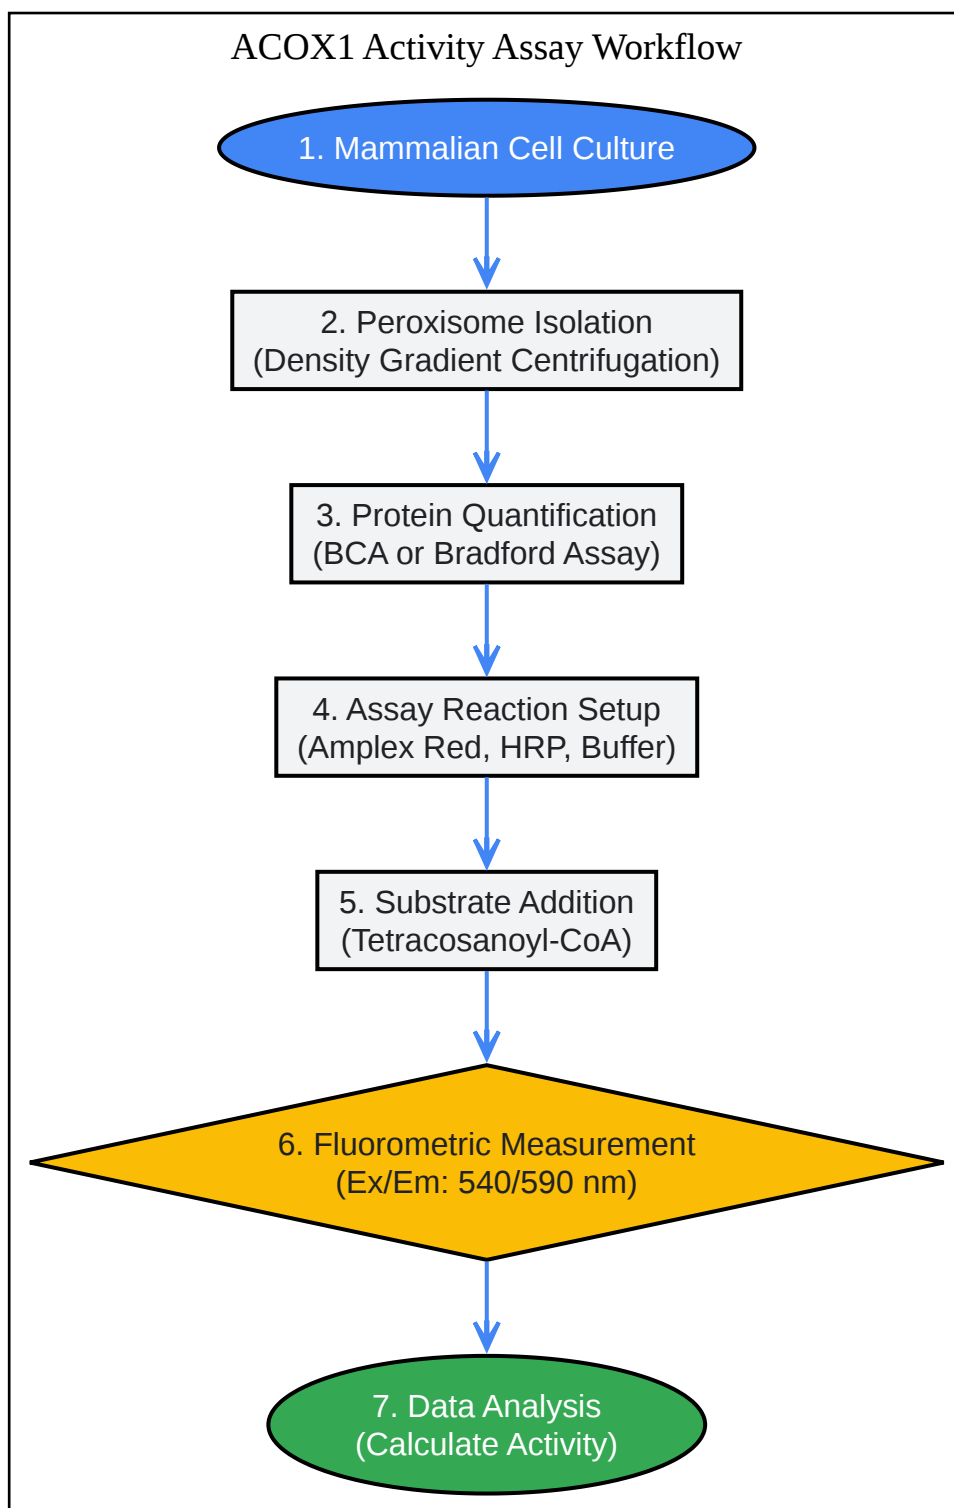 ACOX1 Activity Assay Workflow
1. Mammalian Cell Culture
2. Peroxisome Isolation
(Density Gradient Centrifugation)
3. Protein Quantification
(BCA or Bradford Assay)
4. Assay Reaction Setup
(Amplex Red, HRP, Buffer)
5. Substrate Addition
(Tetracosanoyl-CoA)
6. Fluorometric Measurement
(Ex/Em: 540/590 nm)
7. Data Analysis
(Calculate Activity)